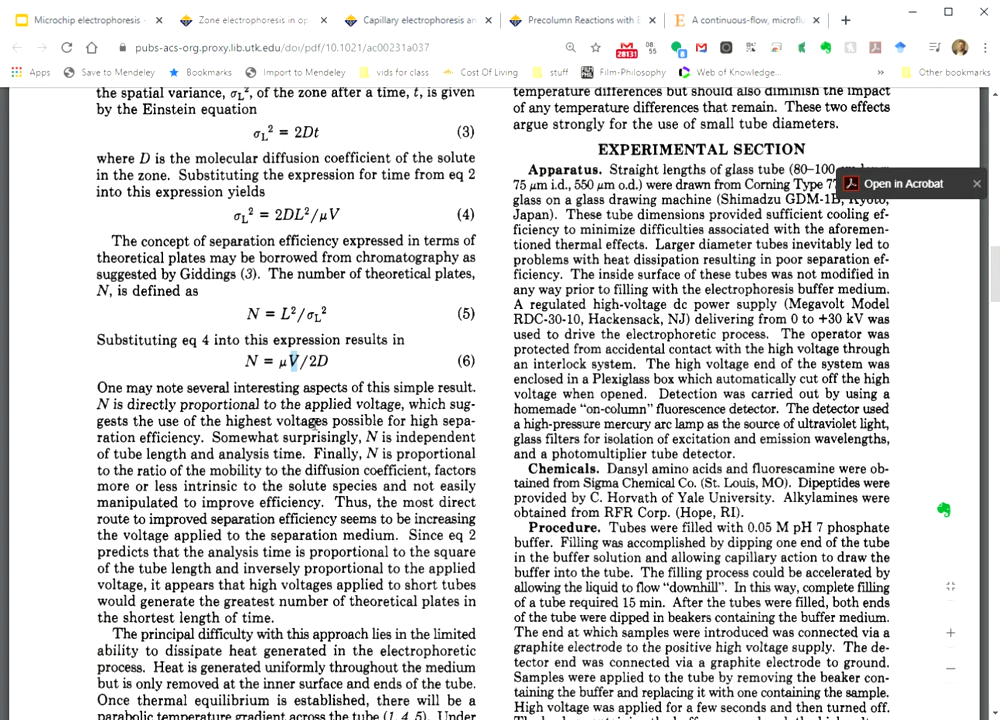 Microchip electrophoresis -
Zone electrophoresis in op
Capillary electrophoresis an
Precolumn Reactions with E
A continuous-flow, microflu
pubs-acs-org.proxy.lib.utk.edu/doi/pdf/10.1021/ac00231a037
Apps
Save to Mendeley
Bookmarks
Import to Mendeley
vids for class
Cost Of Living
stuff
Film-Philosophy
Web of Knowledge...
Other bookmarks
the spatial variance, σL², of the zone after a time, t, is given
by the Einstein equation
σL² = 2Dt (3)
where D is the molecular diffusion coefficient of the solute
in the zone. Substituting the expression for time from eq 2
into this expression yields
σL² = 2DL²/μV (4)
The concept of separation efficiency expressed in terms of
theoretical plates may be borrowed from chromatography as
suggested by Giddings (3). The number of theoretical plates,
N, is defined as
N = L²/σL² (5)
Substituting eq 4 into this expression results in
N = μV/2D (6)
One may note several interesting aspects of this simple result.
N is directly proportional to the applied voltage, which sug-
gests the use of the highest voltages possible for high sepa-
ration efficiency. Somewhat surprisingly, N is independent
of tube length and analysis time. Finally, N is proportional
to the ratio of the mobility to the diffusion coefficient, factors
more or less intrinsic to the solute species and not easily
manipulated to improve efficiency. Thus, the most direct
route to improved separation efficiency seems to be increasing
the voltage applied to the separation medium. Since eq 2
predicts that the analysis time is proportional to the square
of the tube length and inversely proportional to the applied
voltage, it appears that high voltages applied to short tubes
would generate the greatest number of theoretical plates in
the shortest length of time.
The principal difficulty with this approach lies in the limited
ability to dissipate heat generated in the electrophoretic
process. Heat is generated uniformly throughout the medium
but is only removed at the inner surface and ends of the tube.
Once thermal equilibrium is established, there will be a
parabolic temperature gradient across the tube (1, 4, 5). Under
temperature differences but should also diminish the impact
of any temperature differences that remain. These two effects
argue strongly for the use of small tube diameters.
EXPERIMENTAL SECTION
Apparatus. Straight lengths of glass tube (80–100
75 μm i.d., 550 μm o.d.) were drawn from Corning Type
glass on a glass drawing machine (Shimadzu GDM-1B, Kyoto,
Japan). These tube dimensions provided sufficient cooling ef-
ficiency to minimize difficulties associated with the aforemen-
tioned thermal effects. Larger diameter tubes inevitably led to
problems with heat dissipation resulting in poor separation ef-
ficiency. The inside surface of these tubes was not modified in
any way prior to filling with the electrophoresis buffer medium.
A regulated high-voltage dc power supply (Megavolt Model
RDC-30-10, Hackensack, NJ) delivering from 0 to +30 kV was
used to drive the electrophoretic process. The operator was
protected from accidental contact with the high voltage through
an interlock system. The high voltage end of the system was
enclosed in a Plexiglass box which automatically cut off the high
voltage when opened. Detection was carried out by using a
homemade “on-column” fluorescence detector. The detector used
a high-pressure mercury arc lamp as the source of ultraviolet light,
glass filters for isolation of excitation and emission wavelengths,
and a photomultiplier tube detector.
Chemicals. Dansyl amino acids and fluorescamine were ob-
tained from Sigma Chemical Co. (St. Louis, MO). Dipeptides were
provided by C. Horvath of Yale University. Alkylamines were
obtained from RFR Corp. (Hope, RI).
Procedure. Tubes were filled with 0.05 M pH 7 phosphate
buffer. Filling was accomplished by dipping one end of the tube
in the buffer solution and allowing capillary action to draw the
buffer into the tube. The filling process could be accelerated by
allowing the liquid to flow “downhill”. In this way, complete filling
of a tube required 15 min. After the tubes were filled, both ends
of the tube were dipped in beakers containing the buffer medium.
The end at which samples were introduced was connected via a
graphite electrode to the positive high voltage supply. The de-
tector end was connected via a graphite electrode to ground.
Samples were applied to the tube by removing the beaker con-
taining the buffer and replacing it with one containing the sample.
High voltage was applied for a few seconds and then turned off.
Open in Acrobat